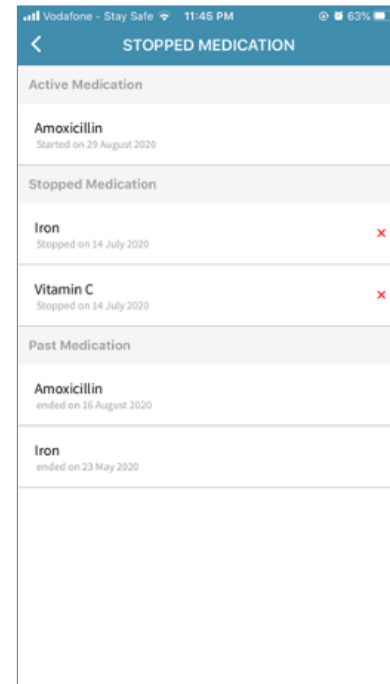 Vodafone - Stay Safe 11:45 PM 63%
STOPPED MEDICATION
Active Medication
Amoxicillin
Started on 29 August 2020
Stopped Medication
Iron
Stopped on 14 July 2020
Vitamin C
Stopped on 14 July 2020
Past Medication
Amoxicillin
ended on 16 August 2020
Iron
ended on 23 May 2020